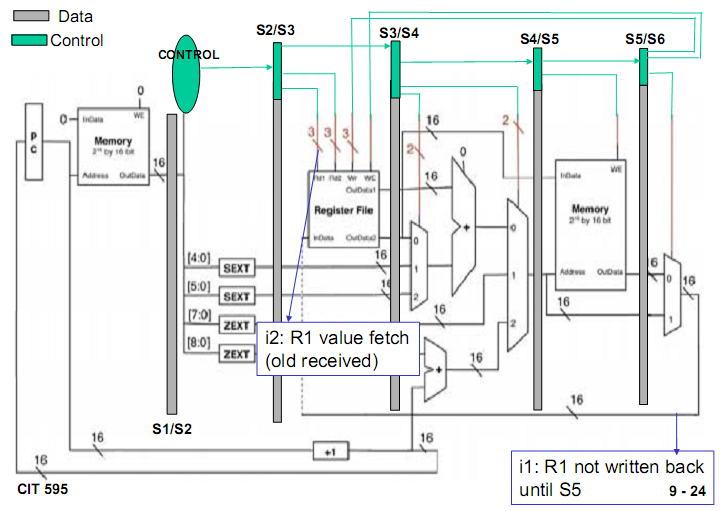 Data
Control
CONTROL
S2/S3
S3/S4
S4/S5
S5/S6
0
0
InData
WE
Memory
by 16 bit
Address
OutData
P
C
16
3
3
3
2
2
16
0
WE
InData
Memory
by 16 bit
Address
OutData
Wr
WE
OutData1
Register File
InData
OutData2
16
0
1
2
+
0
1
2
16
0
1
16
16
[4:0]
SEXT
16
[5:0]
SEXT
16
[7:0]
ZEXT
16
[8:0]
ZEXT
i2: R1 value fetch
(old received)
+
16
16
S1/S2
16
+1
16
16
CIT 595
i1: R1 not written back
until S5
9 - 24